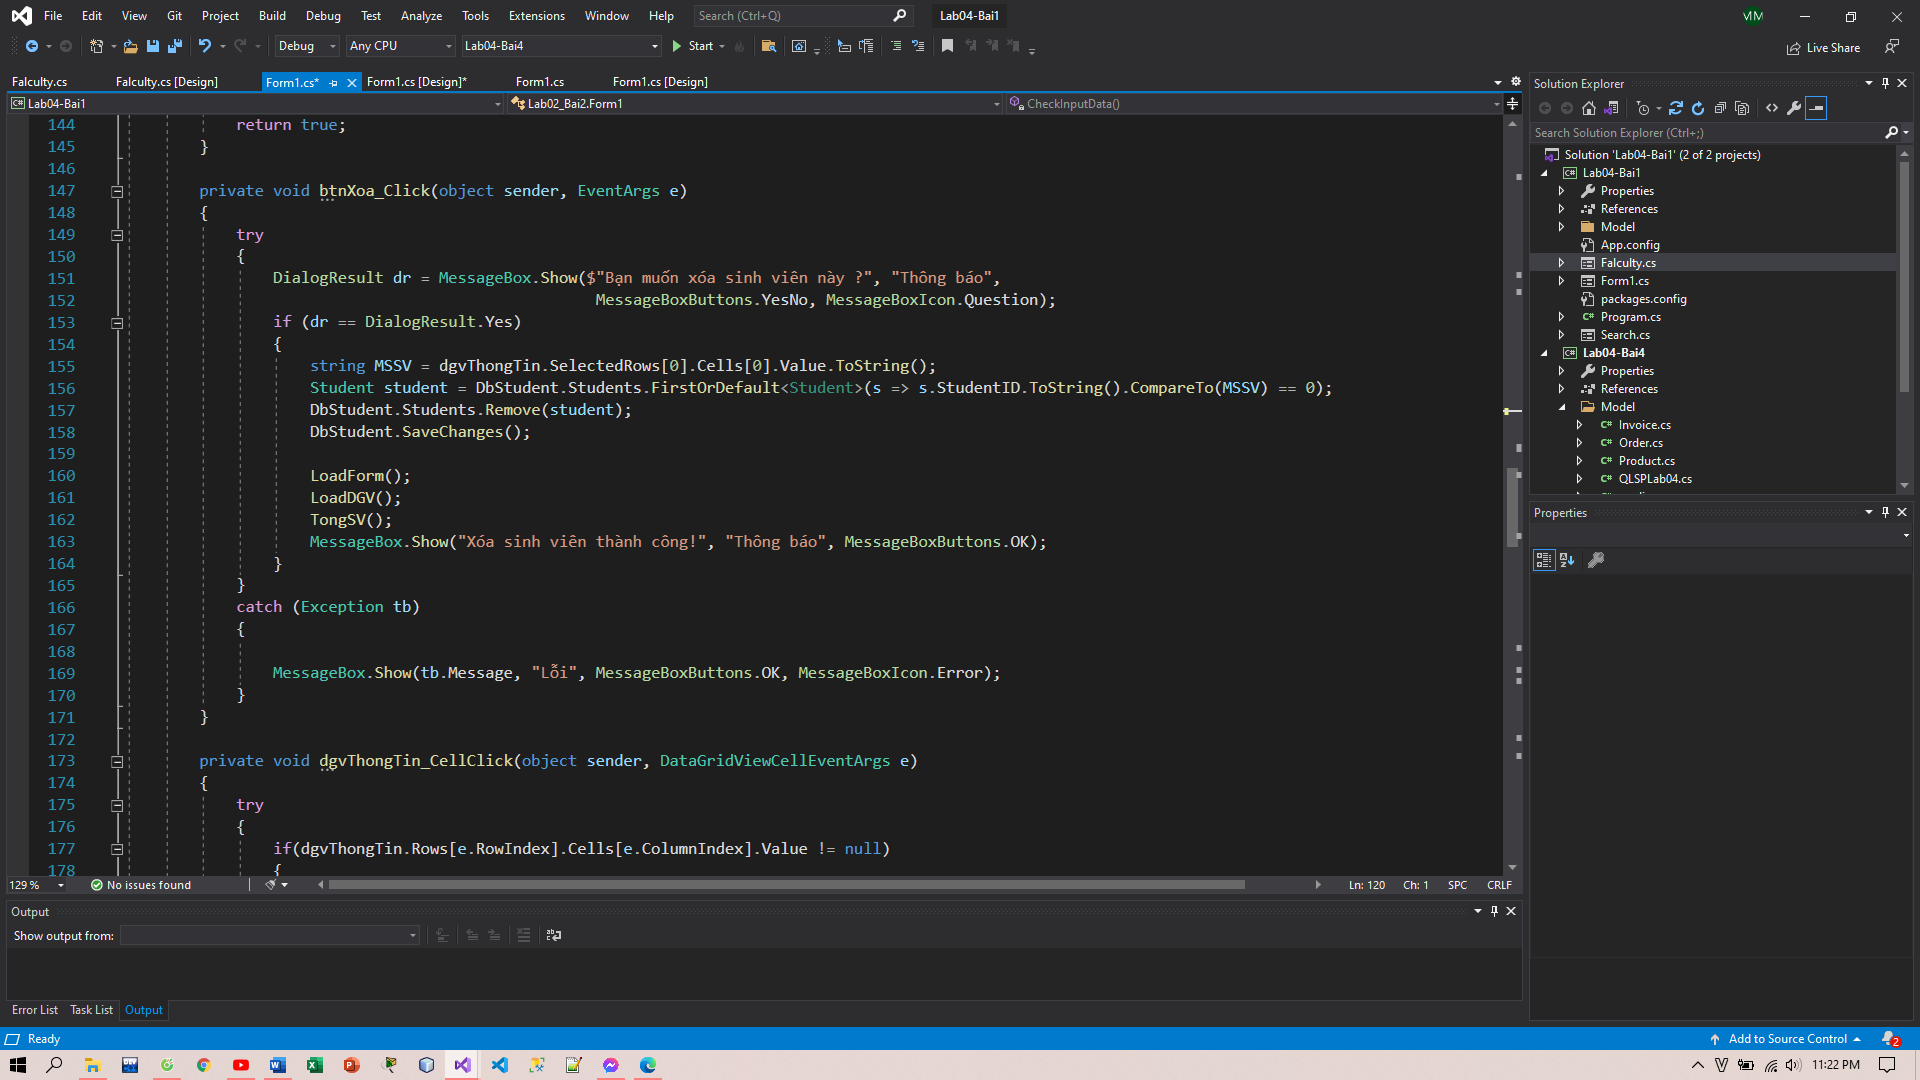 File Edit View Git Project Build Debug Test Analyze Tools Extensions Window Help Search (Ctrl+Q) Lab04-Bai1 VIM
Debug Any CPU Lab04-Bai4 Start Live Share
Falculty.cs Falculty.cs [Design] Form1.cs* Form1.cs [Design]* Form1.cs Form1.cs [Design]
Lab04-Bai1 Lab02_Bai2.Form1 CheckInputData()
144 return true;
145 }
146
147 private void btnXoa_Click(object sender, EventArgs e)
148 {
149 try
150 {
151 DialogResult dr = MessageBox.Show($"Bạn muốn xóa sinh viên này ?", "Thông báo",
152 MessageBoxButtons.YesNo, MessageBoxIcon.Question);
153 if (dr == DialogResult.Yes)
154 {
155 string MSSV = dgvThongTin.SelectedRows[0].Cells[0].Value.ToString();
156 Student student = DbStudent.Students.FirstOrDefault<Student>(s => s.StudentID.ToString().CompareTo(MSSV) == 0);
157 DbStudent.Students.Remove(student);
158 DbStudent.SaveChanges();
159
160 LoadForm();
161 LoadDGV();
162 TongSV();
163 MessageBox.Show("Xóa sinh viên thành công!", "Thông báo", MessageBoxButtons.OK);
164 }
165 }
166 catch (Exception tb)
167 {
168
169 MessageBox.Show(tb.Message, "Lỗi", MessageBoxButtons.OK, MessageBoxIcon.Error);
170 }
171 }
172
173 private void dgvThongTin_CellClick(object sender, DataGridViewCellEventArgs e)
174 {
175 try
176 {
177 if(dgvThongTin.Rows[e.RowIndex].Cells[e.ColumnIndex].Value != null)
178 {
129 % No issues found Ln: 120 Ch: 1 SPC CRLF
Output
Show output from:
Error List Task List Output
Solution Explorer
Search Solution Explorer (Ctrl+;)
Solution 'Lab04-Bai1' (2 of 2 projects)
Lab04-Bai1
Properties
References
Model
App.config
Falculty.cs
Form1.cs
packages.config
Program.cs
Search.cs
Lab04-Bai4
Properties
References
Model
Invoice.cs
Order.cs
Product.cs
QLSPLab04.cs
Properties
Ready Add to Source Control 2
11:22 PM